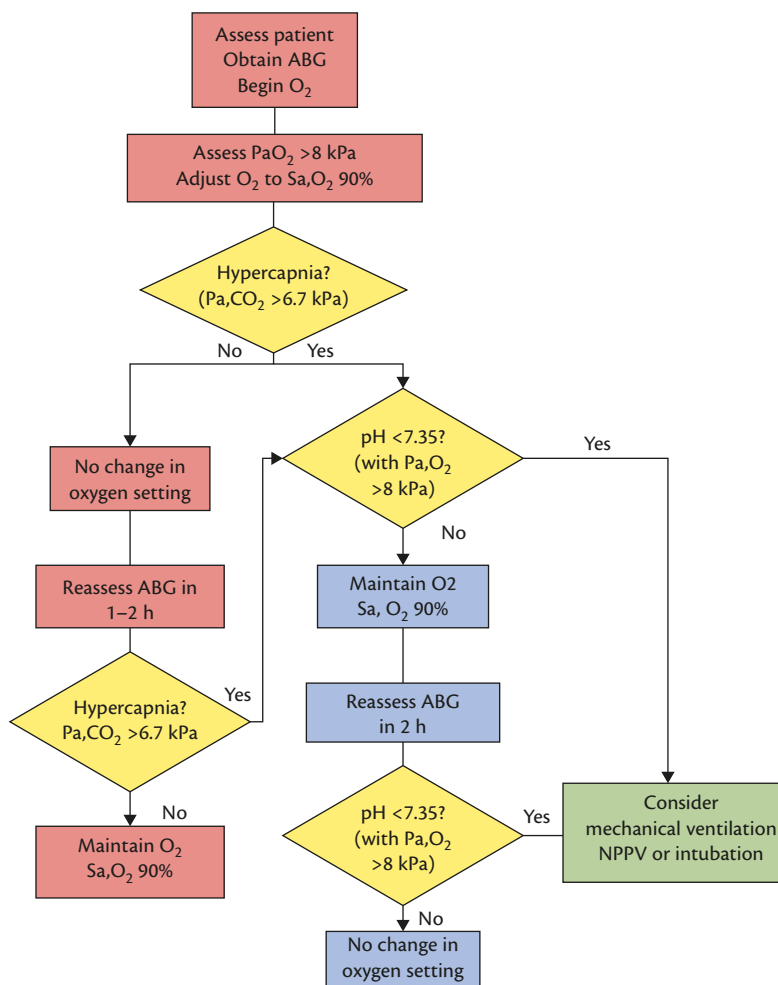 Assess patient
Obtain ABG
Begin O₂
Assess PaO₂ >8 kPa
Adjust O₂ to Sa,O₂ 90%
Hypercapnia?
(Pa,CO₂ >6.7 kPa)
No
Yes
No change in
oxygen setting
Reassess ABG in
1–2 h
Hypercapnia?
Pa,CO₂ >6.7 kPa
Yes
No
Maintain O₂
Sa,O₂ 90%
pH <7.35?
(with Pa,O₂
>8 kPa)
Yes
No
Maintain O2
Sa, O₂ 90%
Reassess ABG
in 2 h
pH <7.35?
(with Pa,O₂
>8 kPa)
Yes
No
No change in
oxygen setting
Consider
mechanical ventilation
NPPV or intubation